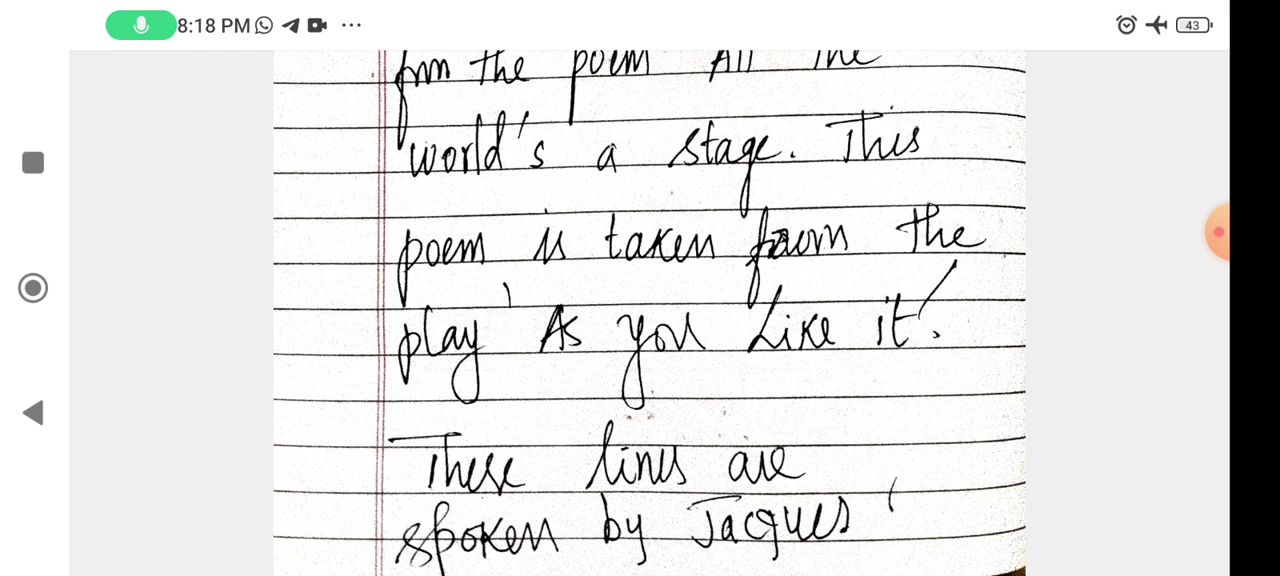 8:18 PM ...
43
from the poem All the
world's a stage. This
poem is taken from the
play 'As you Like it'.
These lines are
spoken by Jacques